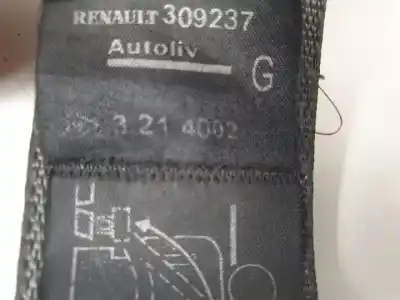 RENAULT 309237
Autoliv
G
3.21 4002